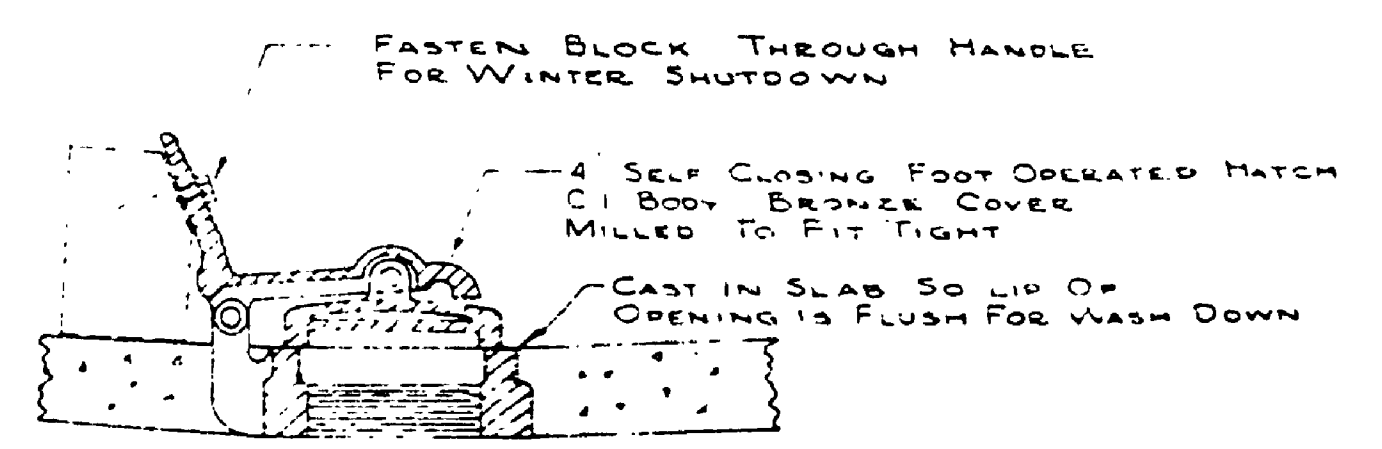 FASTEN BLOCK THROUGH HANDLE
FOR WINTER SHUTDOWN
4 SELF CLOSING FOOT OPERATED HATCH
C I BODY BRONZE COVER
MILLED TO FIT TIGHT
CAST IN SLAB SO LIP OF
OPENING IS FLUSH FOR WASH DOWN